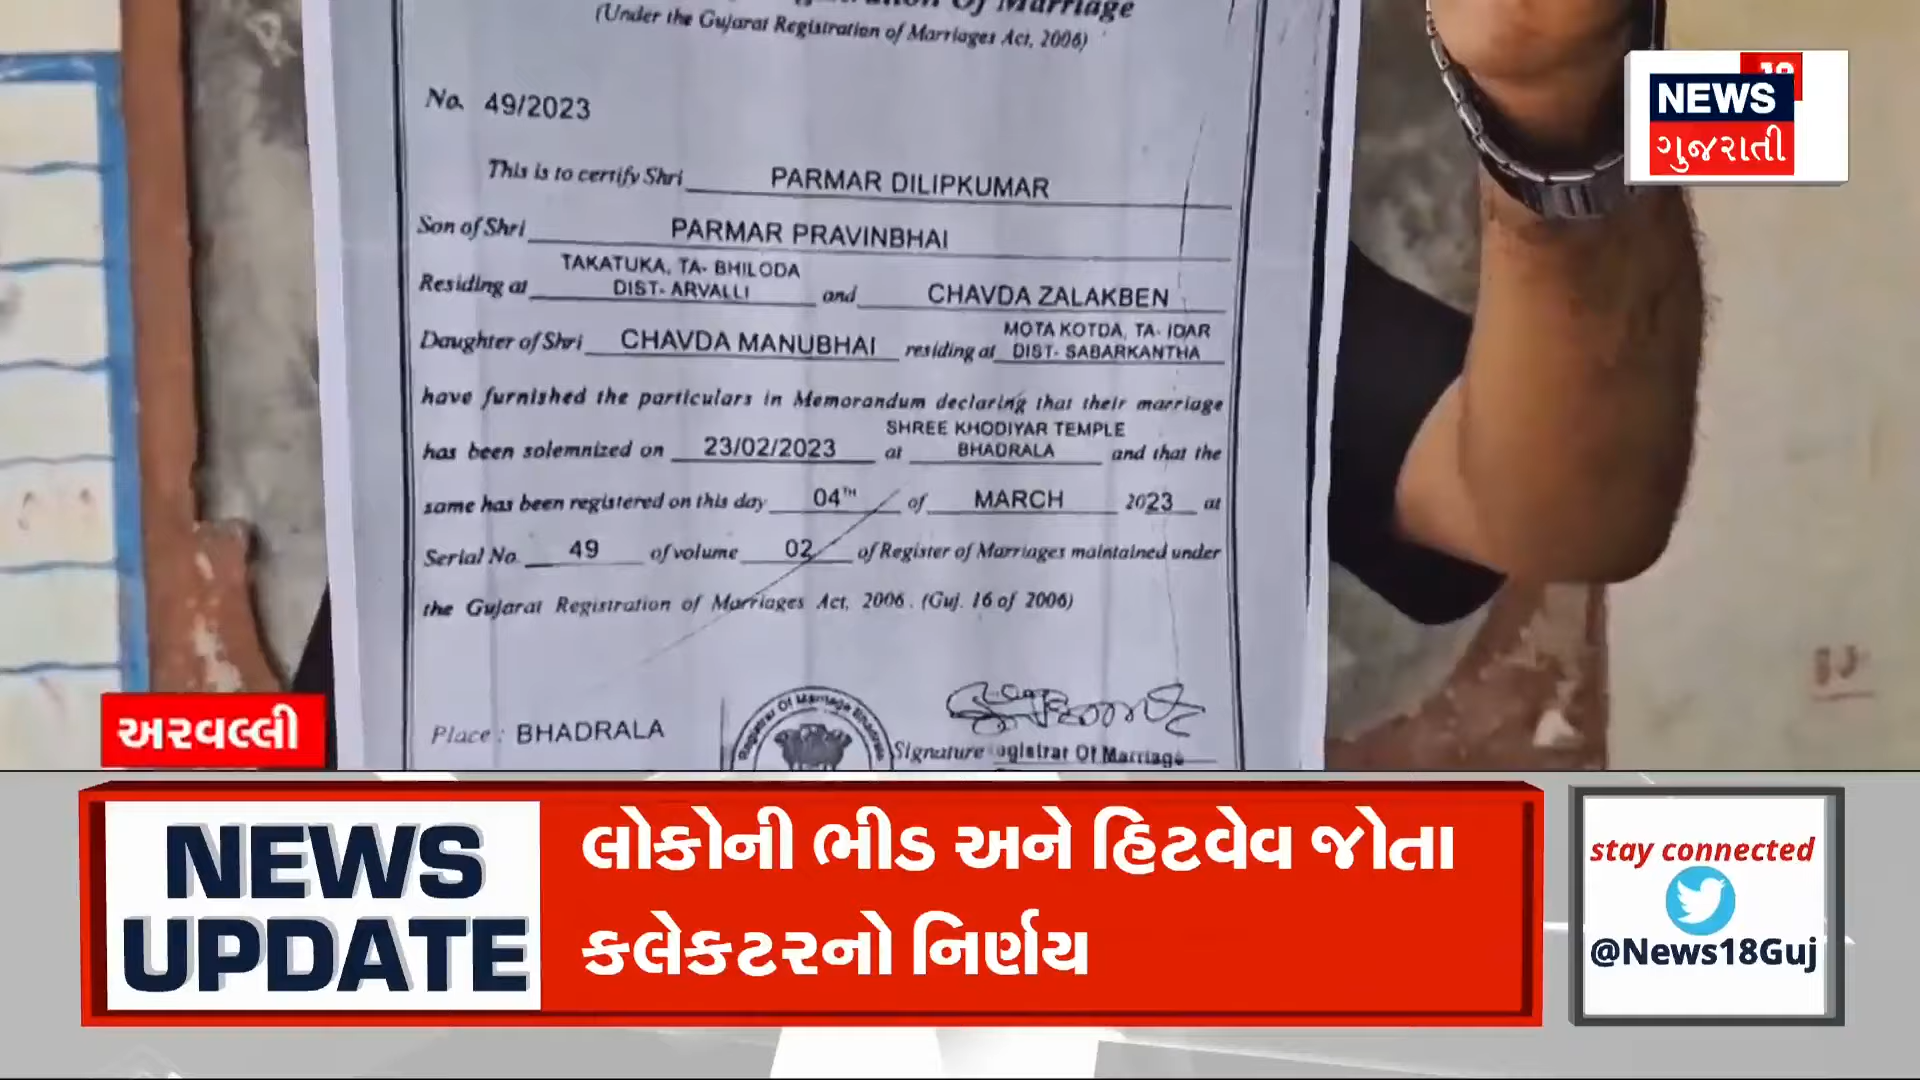 Of Marriage
(Under the Gujarat Registration of Marriages Act, 2006)
No. 49/2023
This is to certify Shri PARMAR DILIPKUMAR
Son of Shri PARMAR PRAVINBHAI
Residing at TAKATUKA, TA- BHILODA DIST- ARVALLI and CHAVDA ZALAKBEN
Daughter of Shri CHAVDA MANUBHAI residing at MOTA KOTDA, TA- IDAR DIST- SABARKANTHA
have furnished the particulars in Memorandum declaring that their marriage
has been solemnized on 23/02/2023 at SHREE KHODIYAR TEMPLE BHADRALA and that the
same has been registered on this day 04TH of MARCH 2023 at
Serial No. 49 of volume 02 of Register of Marriages maintained under
the Gujarat Registration of Marriages Act, 2006. (Guj. 16 of 2006)
Place: BHADRALA
Registrar Of Marriage Bhadrala
Signature
Of Marriage
NEWS
18
ગુજરાતી
અરવલ્લી
NEWS
UPDATE
લોકોની ભીડ અને હિટવેવ જોતા
કલેકટરનો નિર્ણય
stay connected
@News18Guj